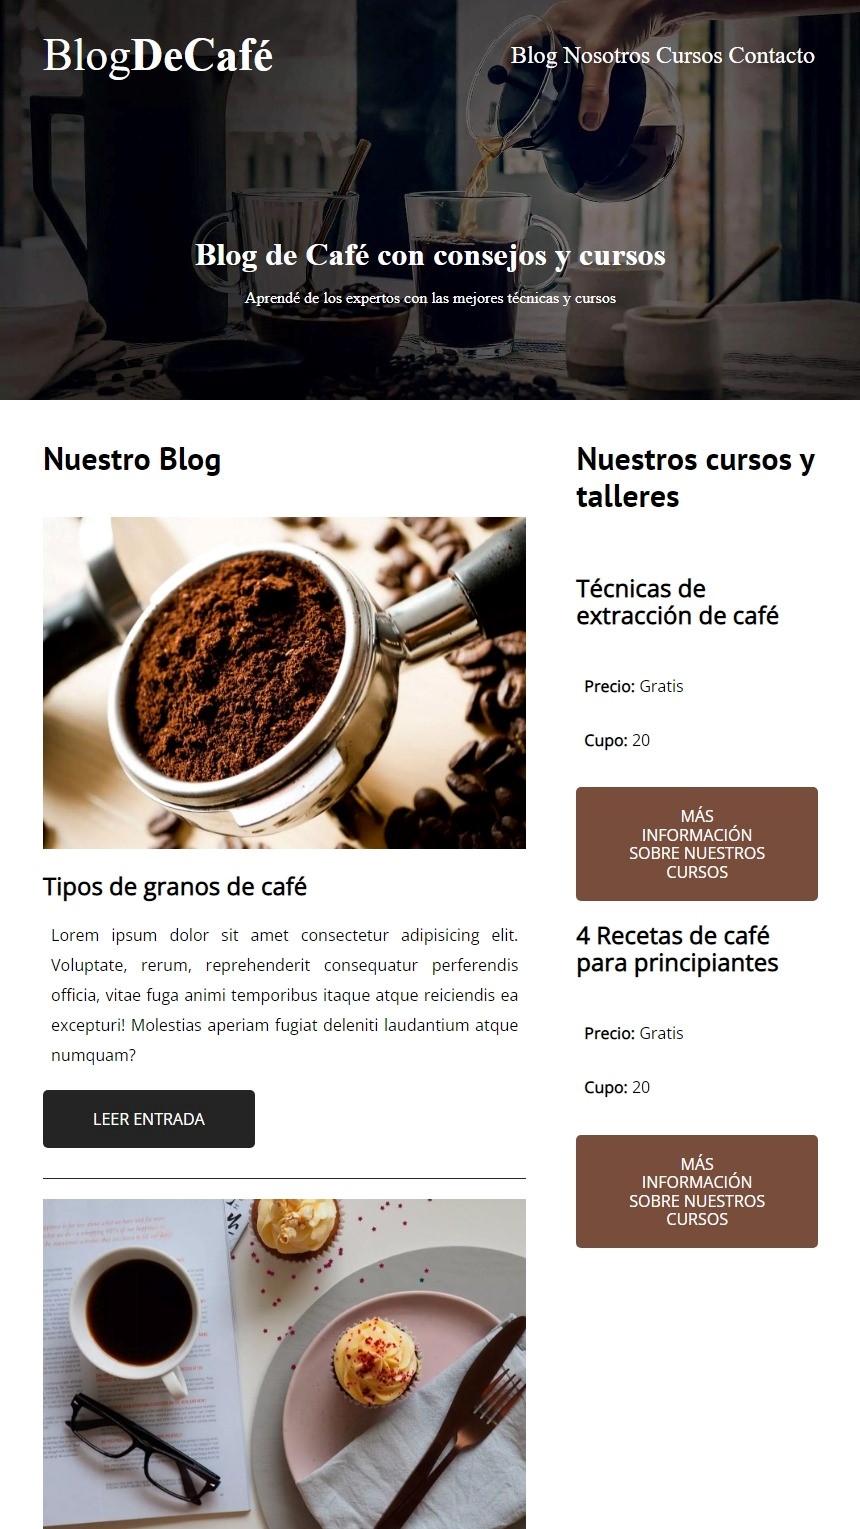 BlogDeCafé
Blog Nosotros Cursos Contacto
Blog de Café con consejos y cursos
Aprendé de los expertos con las mejores técnicas y cursos
Nuestro Blog
Tipos de granos de café
Lorem ipsum dolor sit amet consectetur adipisicing elit.
Voluptate, rerum, reprehenderit consequatur perferendis
officia, vitae fuga animi temporibus itaque atque reiciendis ea
excepturi! Molestias aperiam fugiat deleniti laudantium atque
numquam?
LEER ENTRADA
Nuestros cursos y
talleres
Técnicas de
extracción de café
Precio: Gratis
Cupo: 20
MÁS
INFORMACIÓN
SOBRE NUESTROS
CURSOS
4 Recetas de café
para principiantes
Precio: Gratis
Cupo: 20
MÁS
INFORMACIÓN
SOBRE NUESTROS
CURSOS